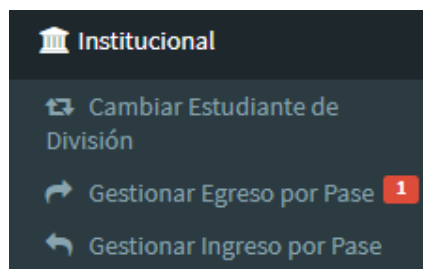 Institucional
Cambiar Estudiante de
División
Gestionar Egreso por Pase 1
Gestionar Ingreso por Pase